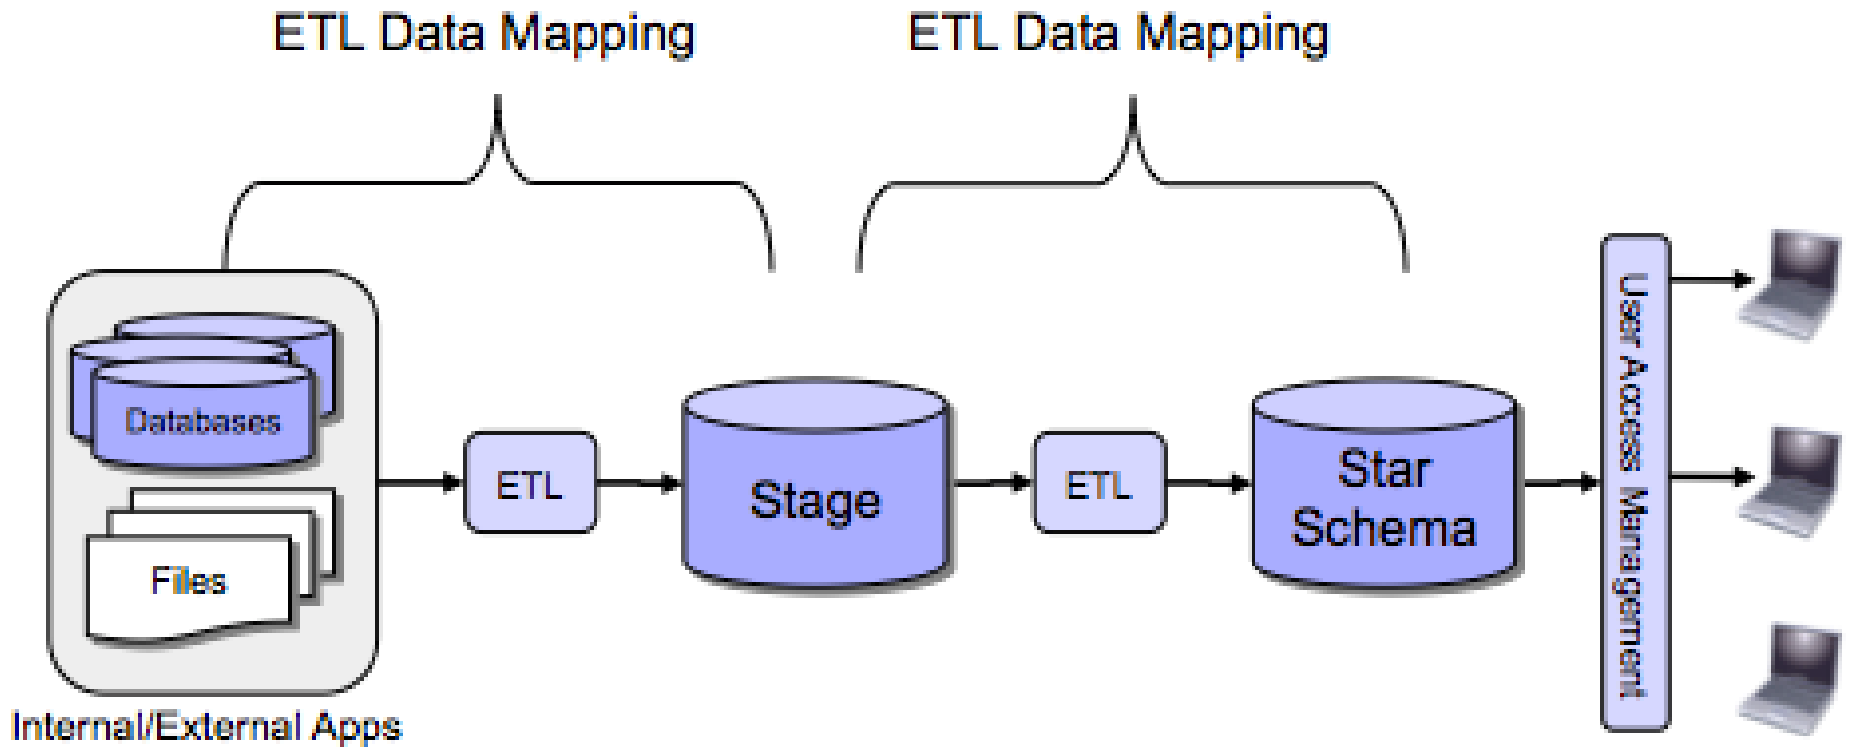 ETL Data Mapping
ETL Data Mapping
Databases
Files
Internal/External Apps
ETL
Stage
ETL
Star
Schema
User Access Management